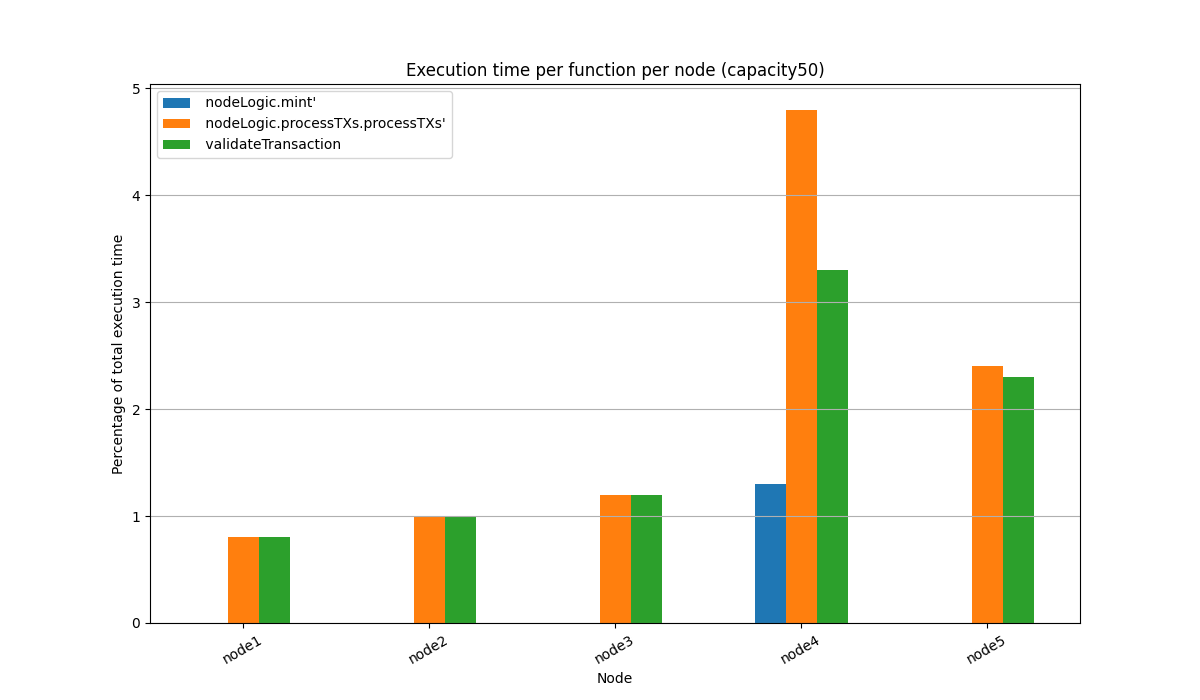 Execution time per function per node (capacity50)
nodeLogic.mint'
nodeLogic.processTXs.processTXs'
validateTransaction
Percentage of total execution time
5
4
3
2
1
0
node1
node2
node3
node4
node5
Node